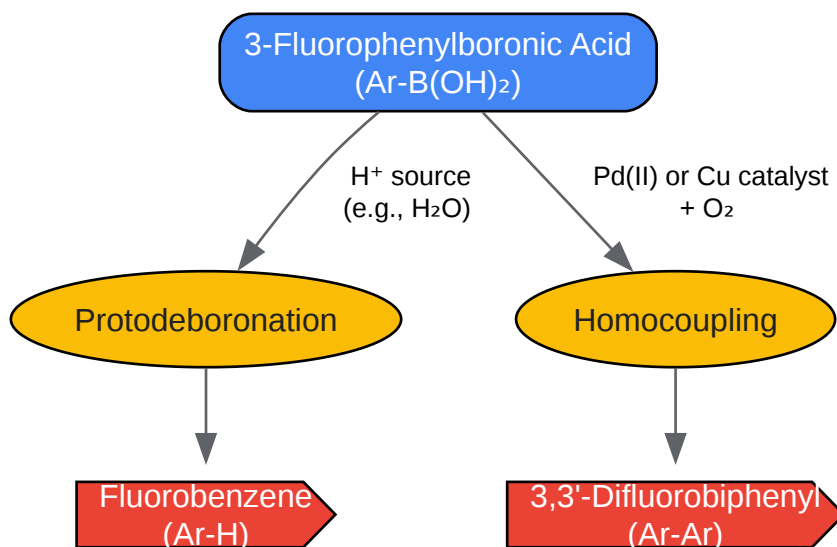 3-Fluorophenylboronic Acid
(Ar-B(OH)₂)
H⁺ source
(e.g., H₂O)
Pd(II) or Cu catalyst
+ O₂
Protodeboronation
Homocoupling
Fluorobenzene
(Ar-H)
3,3'-Difluorobiphenyl
(Ar-Ar)